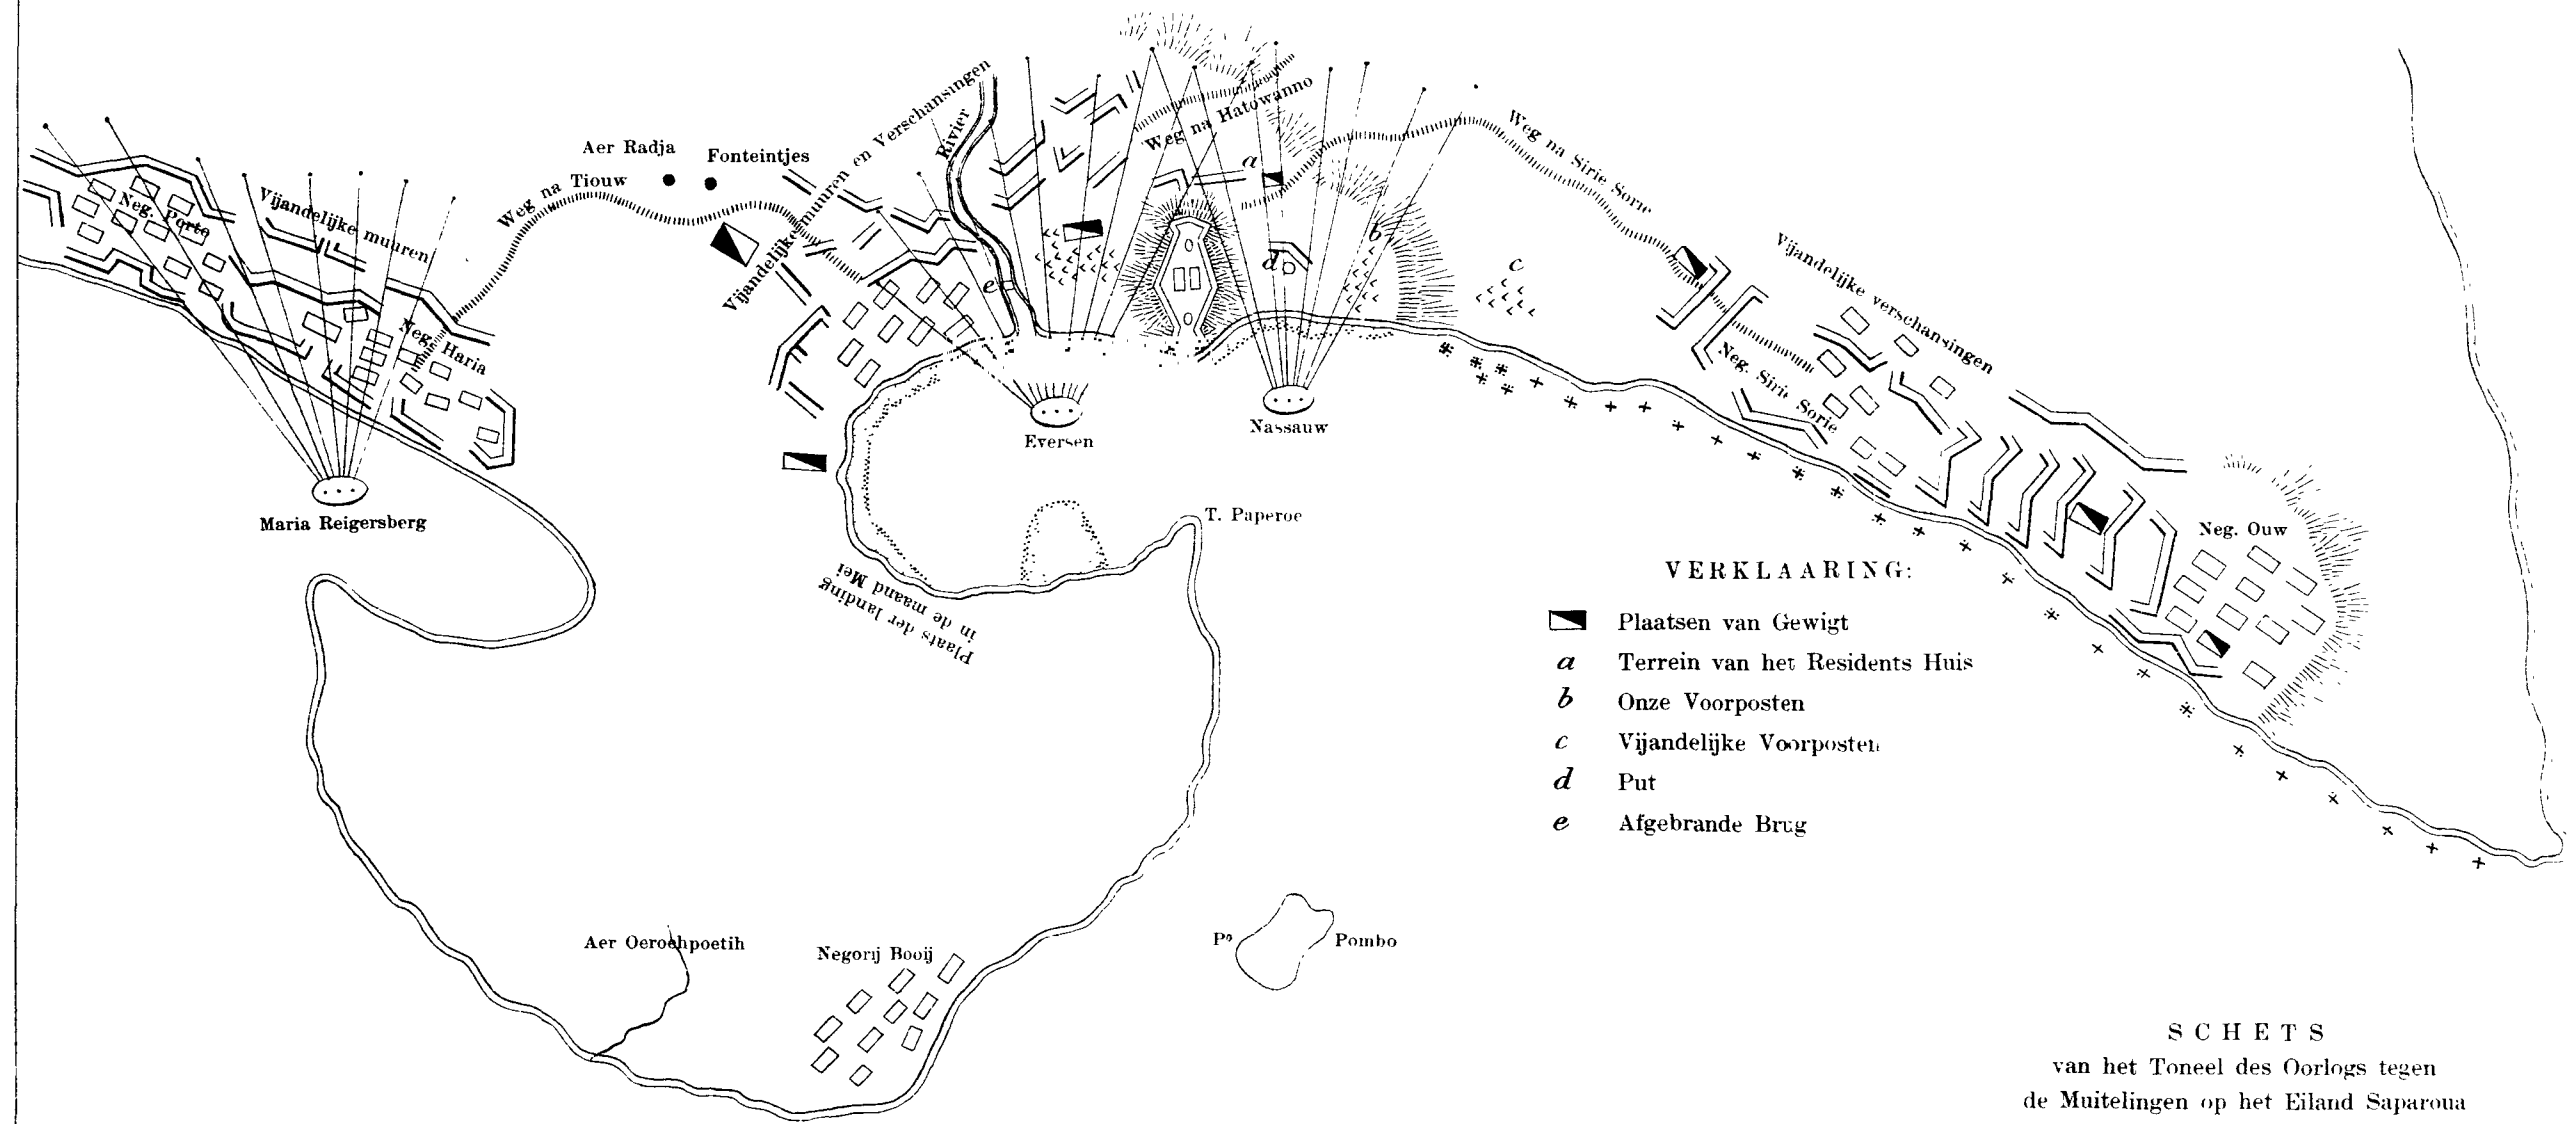 Neg. Porto
Vijandelijke muuren
Neg. Haria
Maria Reigersberg
Weg na Tiouw
Aer Radja
Fonteintjes
Vijandelijke muuren en Verschansingen
Rivier
e
Eversen
Weg na Hatowanno
a
d
b
c
Nassauw
Weg na Sirie Sorie
Vijandelijke verschansingen
Neg. Sirie Sorie
Neg. Ouw
T. Paperoe
Plaats der landing
in de maand Mei
VERKLAARING:
Plaatsen van Gewigt
a Terrein van het Residents Huis
b Onze Voorposten
c Vijandelijke Voorposten
d Put
e Afgebrande Brug
Aer Oeroehpoetih
Negorij Booij
Po Pombo
SCHETS
van het Toneel des Oorlogs tegen
de Muitelingen op het Eiland Saparoua